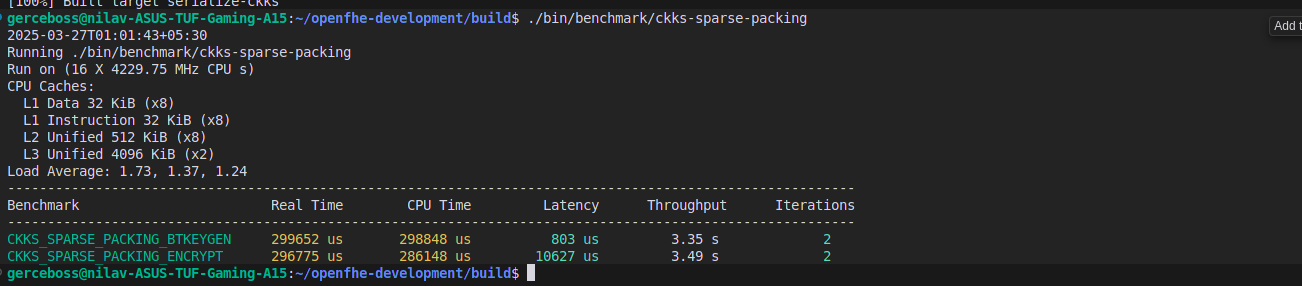 [100%] Built target serialize-ckks
gerceboss@nilav-ASUS-TUF-Gaming-A15:~/openfhe-development/build$ ./bin/benchmark/ckks-sparse-packing
Add t
2025-03-27T01:01:43+05:30
Running ./bin/benchmark/ckks-sparse-packing
Run on (16 X 4229.75 MHz CPU s)
CPU Caches:
  L1 Data 32 KiB (x8)
  L1 Instruction 32 KiB (x8)
  L2 Unified 512 KiB (x8)
  L3 Unified 4096 KiB (x2)
Load Average: 1.73, 1.37, 1.24
------------------------------------------------------------------------------------------------------------
Benchmark                        Real Time        CPU Time         Latency      Throughput      Iterations
------------------------------------------------------------------------------------------------------------
CKKS_SPARSE_PACKING_BTKEYGEN     299652 us       298848 us          803 us         3.35 s             2
CKKS_SPARSE_PACKING_ENCRYPT      296775 us       286148 us        10627 us         3.49 s             2
gerceboss@nilav-ASUS-TUF-Gaming-A15:~/openfhe-development/build$